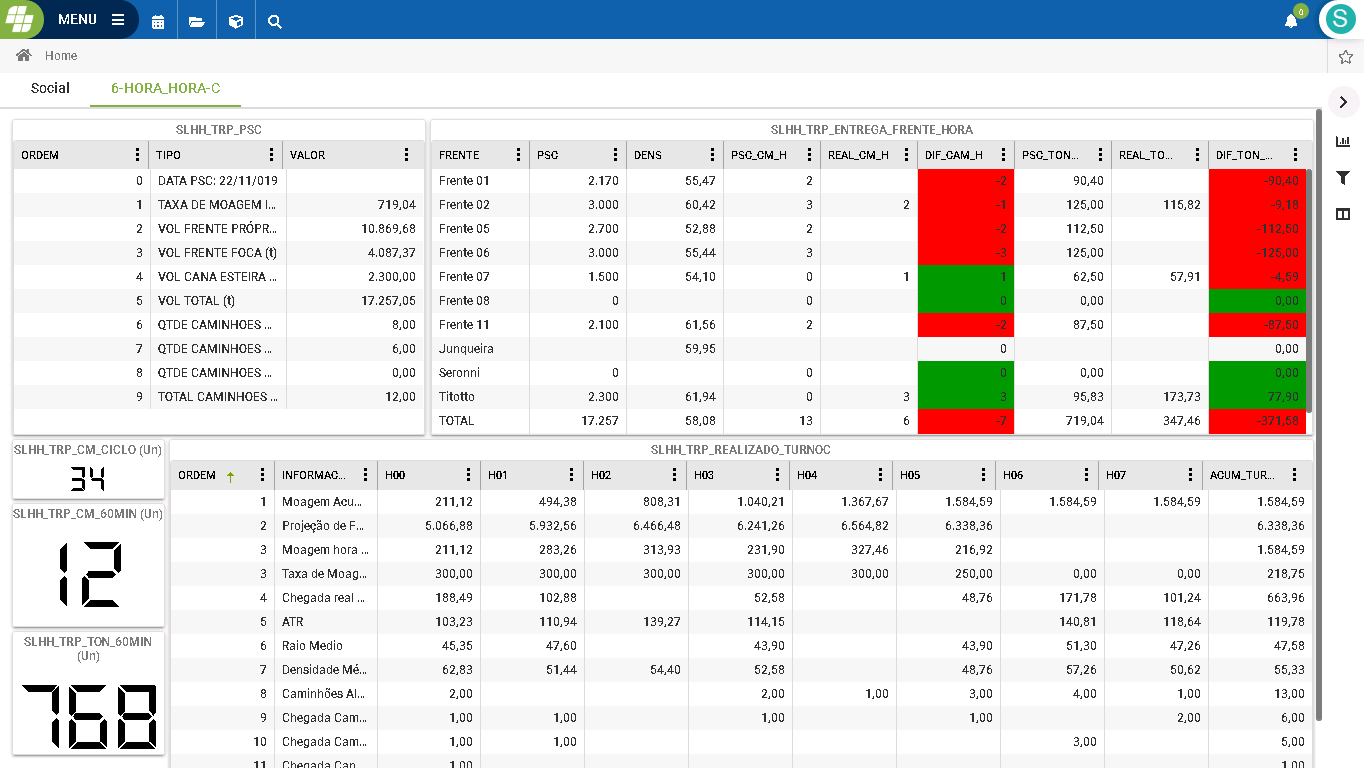 MENU
0
S
Home
Social 6-HORA_HORA-C
SLHH_TRP_PSC
ORDEM TIPO VALOR
0 DATA PSC: 22/11/019
1 TAXA DE MOAGEM I... 719,04
2 VOL FRENTE PRÓPR... 10.869,68
3 VOL FRENTE FOCA (t) 4.087,37
4 VOL CANA ESTEIRA ... 2.300,00
5 VOL TOTAL (t) 17.257,05
6 QTDE CAMINHOES ... 8,00
7 QTDE CAMINHOES ... 6,00
8 QTDE CAMINHOES ... 0,00
9 TOTAL CAMINHOES ... 12,00
SLHH_TRP_ENTREGA_FRENTE_HORA
FRENTE PSC DENS PSC_CM_H REAL_CM_H DIF_CAM_H PSC_TON... REAL_TO... DIF_TON_...
Frente 01 2.170 55,47 2 -2 90,40 -90,40
Frente 02 3.000 60,42 3 2 -1 125,00 115,82 -9,18
Frente 05 2.700 52,88 2 -2 112,50 -112,50
Frente 06 3.000 55,44 3 -3 125,00 -125,00
Frente 07 1.500 54,10 0 1 1 62,50 57,91 -4,59
Frente 08 0 0 0 0,00 0,00
Frente 11 2.100 61,56 2 -2 87,50 -87,50
Junqueira 59,95 0 0,00
Seronni 0 0 0 0,00 0,00
Titotto 2.300 61,94 0 3 3 95,83 173,73 77,90
TOTAL 17.257 58,08 13 6 -7 719,04 347,46 -371,58
SLHH_TRP_CM_CICLO (Un)
34
SLHH_TRP_CM_60MIN (Un)
12
SLHH_TRP_TON_60MIN
(Un)
768
SLHH_TRP_REALIZADO_TURNOC
ORDEM INFORMAC... H00 H01 H02 H03 H04 H05 H06 H07 ACUM_TUR...
1 Moagem Acu... 211,12 494,38 808,31 1.040,21 1.367,67 1.584,59 1.584,59 1.584,59 1.584,59
2 Projeção de F... 5.066,88 5.932,56 6.466,48 6.241,26 6.564,82 6.338,36 6.338,36
3 Moagem hora ... 211,12 283,26 313,93 231,90 327,46 216,92 1.584,59
3 Taxa de Moag... 300,00 300,00 300,00 300,00 300,00 250,00 0,00 0,00 218,75
4 Chegada real ... 188,49 102,88 52,58 48,76 171,78 101,24 663,96
5 ATR 103,23 110,94 139,27 114,15 140,81 118,64 119,78
6 Raio Medio 45,35 47,60 43,90 43,90 51,30 47,26 47,58
7 Densidade Mé... 62,83 51,44 54,40 52,58 48,76 57,26 50,62 55,33
8 Caminhões Al... 2,00 2,00 1,00 3,00 4,00 1,00 13,00
9 Chegada Cam... 1,00 1,00 1,00 1,00 2,00 6,00
10 Chegada Cam... 1,00 1,00 3,00 5,00
11 Chegada Can... 1,00 1,00